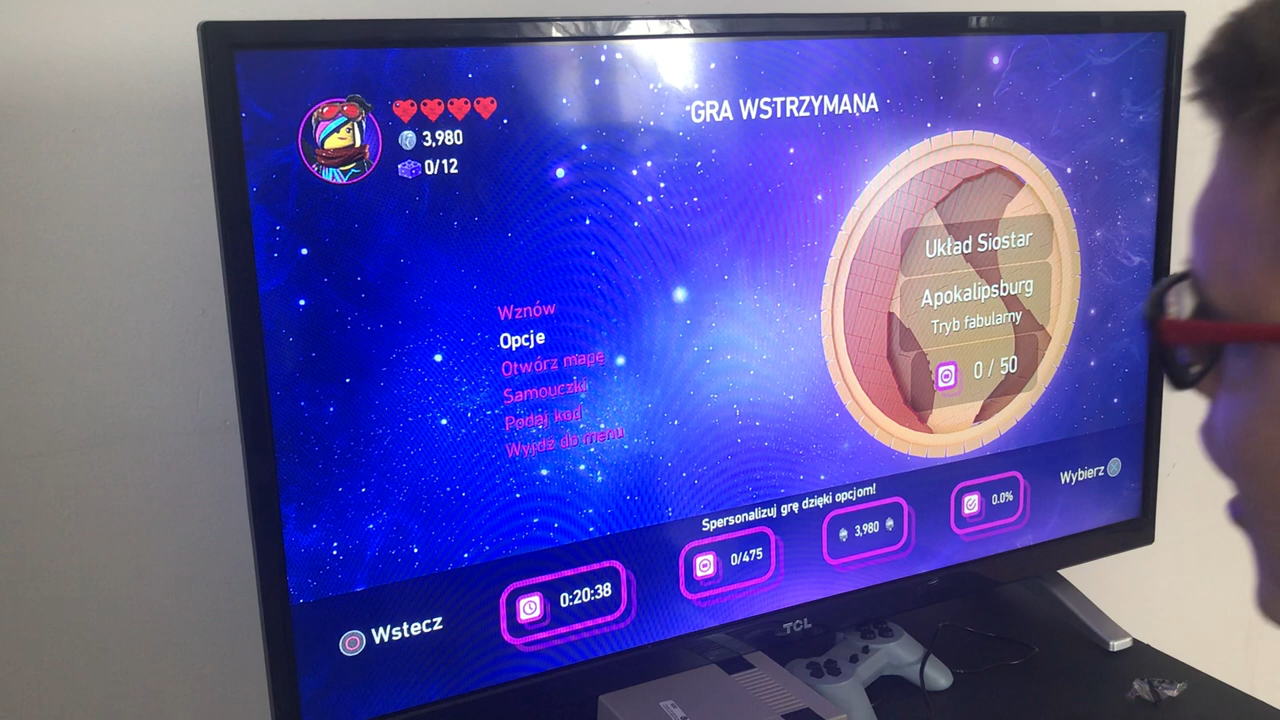 GRA WSTRZYMANA
3,980
0/12
Układ Siostar
Apokalipsburg
Tryb fabularny
0 / 50
Wznów
Opcje
Otwórz mapę
Samouczki
Podaj kod
Wyjdź do menu
Wybierz
Spersonalizuj grę dzięki opcjom!
Wstecz
0:20:38
0/475
3,980
0.0%
TCL